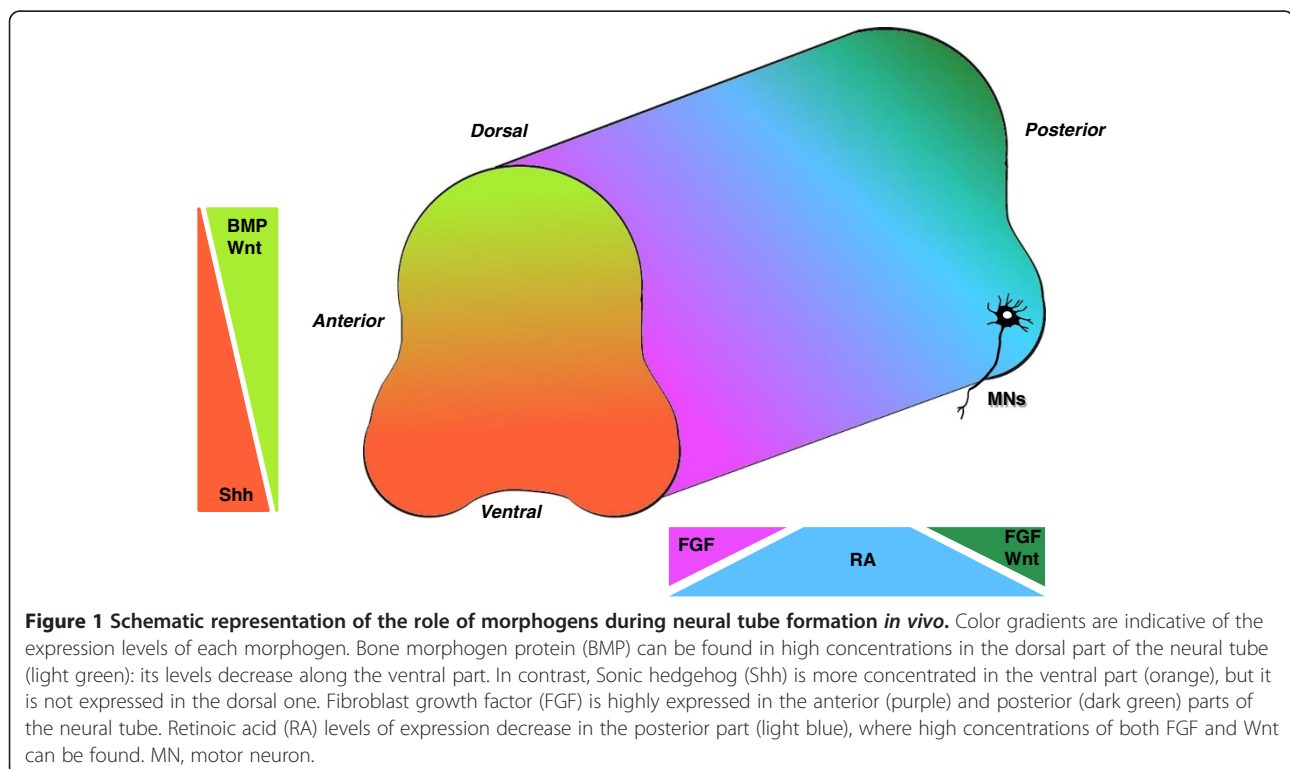 Dorsal
Posterior
BMP
Wnt
Anterior
Shh
MNs
Ventral
FGF
RA
FGF
Wnt
Figure 1 Schematic representation of the role of morphogens during neural tube formation in vivo. Color gradients are indicative of the
expression levels of each morphogen. Bone morphogen protein (BMP) can be found in high concentrations in the dorsal part of the neural tube
(light green): its levels decrease along the ventral part. In contrast, Sonic hedgehog (Shh) is more concentrated in the ventral part (orange), but it
is not expressed in the dorsal one. Fibroblast growth factor (FGF) is highly expressed in the anterior (purple) and posterior (dark green) parts of
the neural tube. Retinoic acid (RA) levels of expression decrease in the posterior part (light blue), where high concentrations of both FGF and Wnt
can be found. MN, motor neuron.